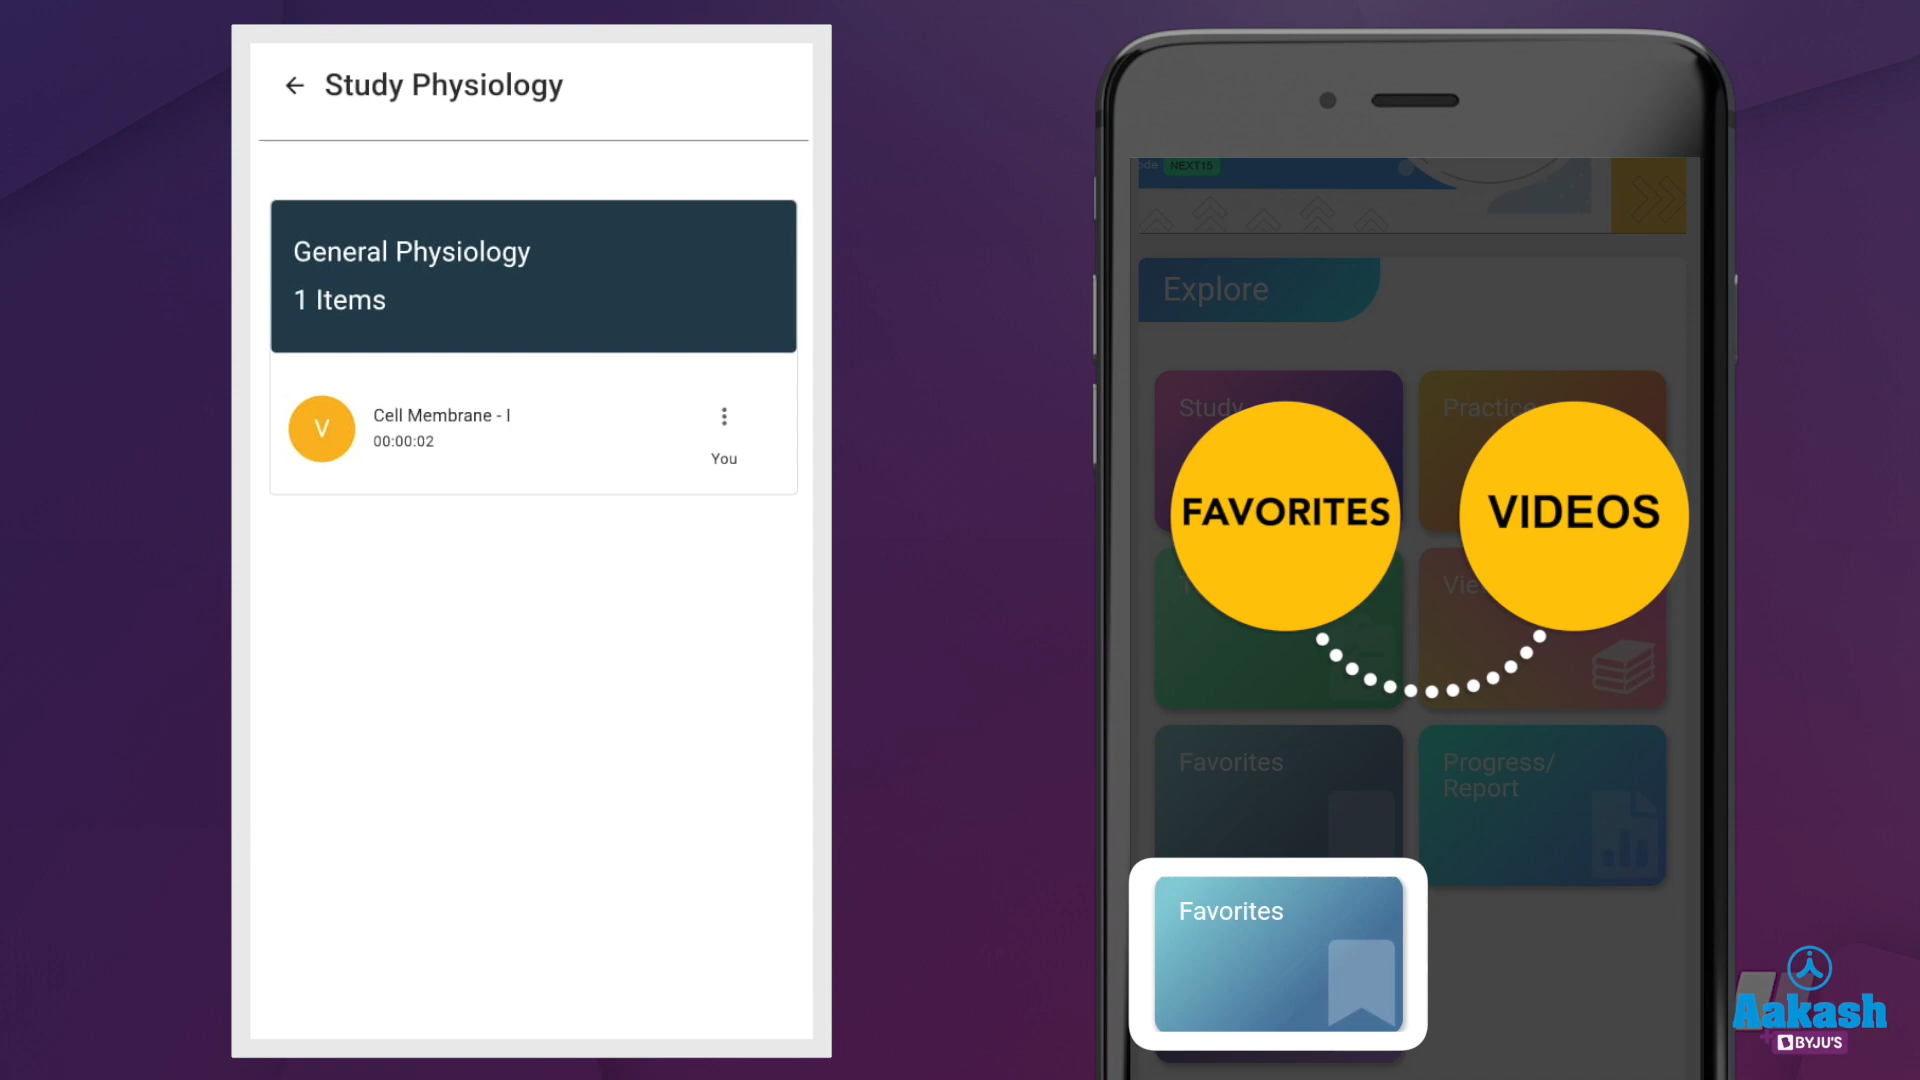 Study Physiology
General Physiology
1 Items
V
Cell Membrane - I
00:00:02
You
NEXT15
Explore
Study
Practice
FAVORITES
VIDEOS
Favorites
Progress/
Report
Favorites
Aakash
BYJU'S